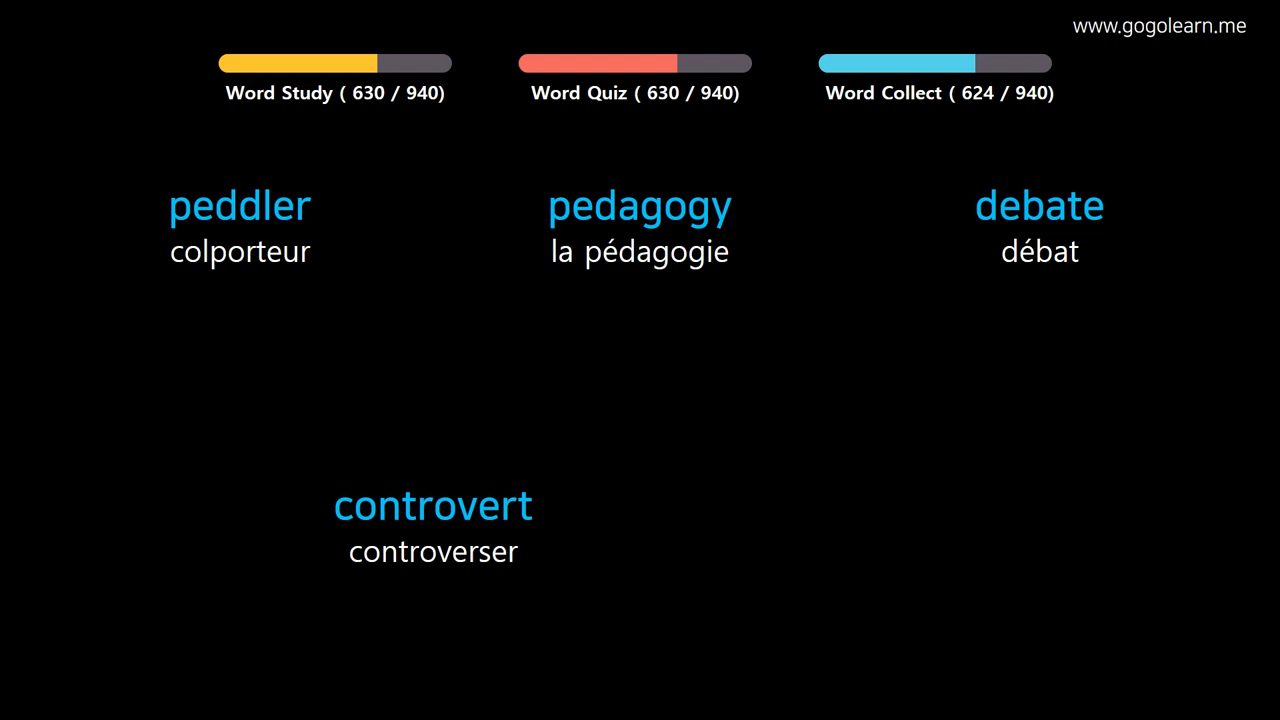 www.gogolearn.me
Word Study ( 630 / 940)
Word Quiz ( 630 / 940)
Word Collect ( 624 / 940)
peddler
colporteur
pedagogy
la pédagogie
debate
débat
controvert
controverser